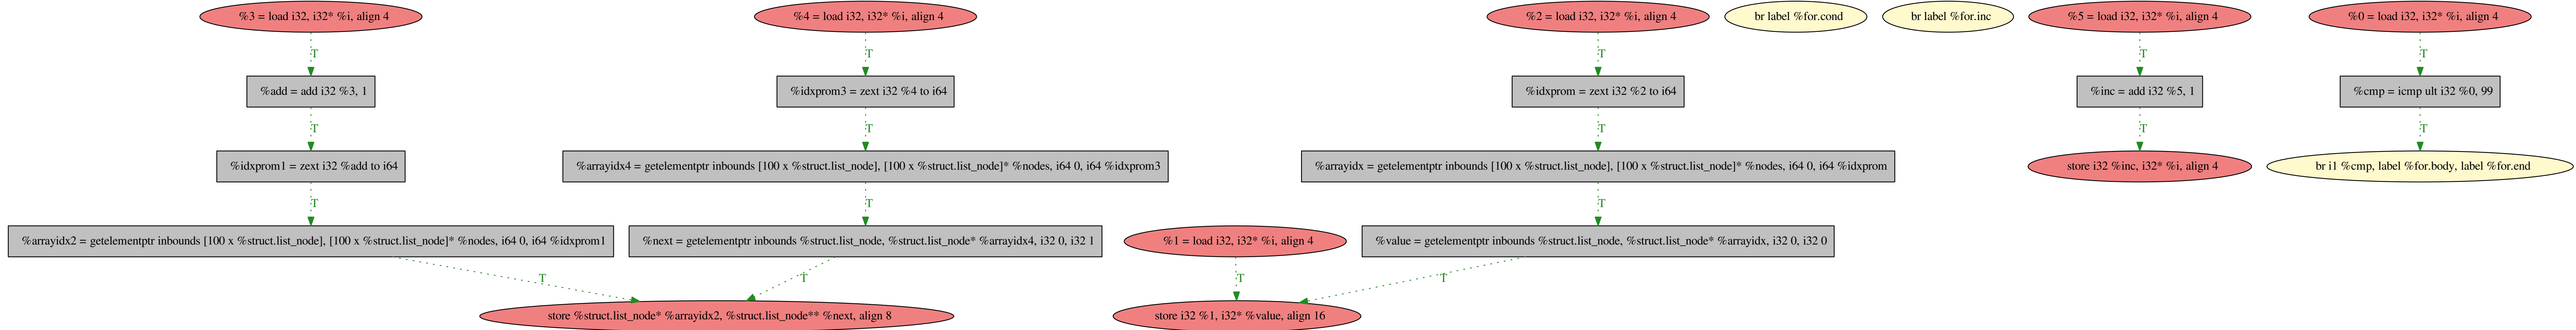 %3 = load i32, i32* %i, align 4
%4 = load i32, i32* %i, align 4
%2 = load i32, i32* %i, align 4
br label %for.cond
br label %for.inc
%5 = load i32, i32* %i, align 4
%0 = load i32, i32* %i, align 4
T
T
T
T
T
%add = add i32 %3, 1
%idxprom3 = zext i32 %4 to i64
%idxprom = zext i32 %2 to i64
%inc = add i32 %5, 1
%cmp = icmp ult i32 %0, 99
T
T
T
T
T
%idxprom1 = zext i32 %add to i64
%arrayidx4 = getelementptr inbounds [100 x %struct.list_node], [100 x %struct.list_node]* %nodes, i64 0, i64 %idxprom3
%arrayidx = getelementptr inbounds [100 x %struct.list_node], [100 x %struct.list_node]* %nodes, i64 0, i64 %idxprom
store i32 %inc, i32* %i, align 4
br i1 %cmp, label %for.body, label %for.end
T
T
T
%arrayidx2 = getelementptr inbounds [100 x %struct.list_node], [100 x %struct.list_node]* %nodes, i64 0, i64 %idxprom1
%next = getelementptr inbounds %struct.list_node, %struct.list_node* %arrayidx4, i32 0, i32 1
%1 = load i32, i32* %i, align 4
%value = getelementptr inbounds %struct.list_node, %struct.list_node* %arrayidx, i32 0, i32 0
T
T
T
T
store %struct.list_node* %arrayidx2, %struct.list_node** %next, align 8
store i32 %1, i32* %value, align 16